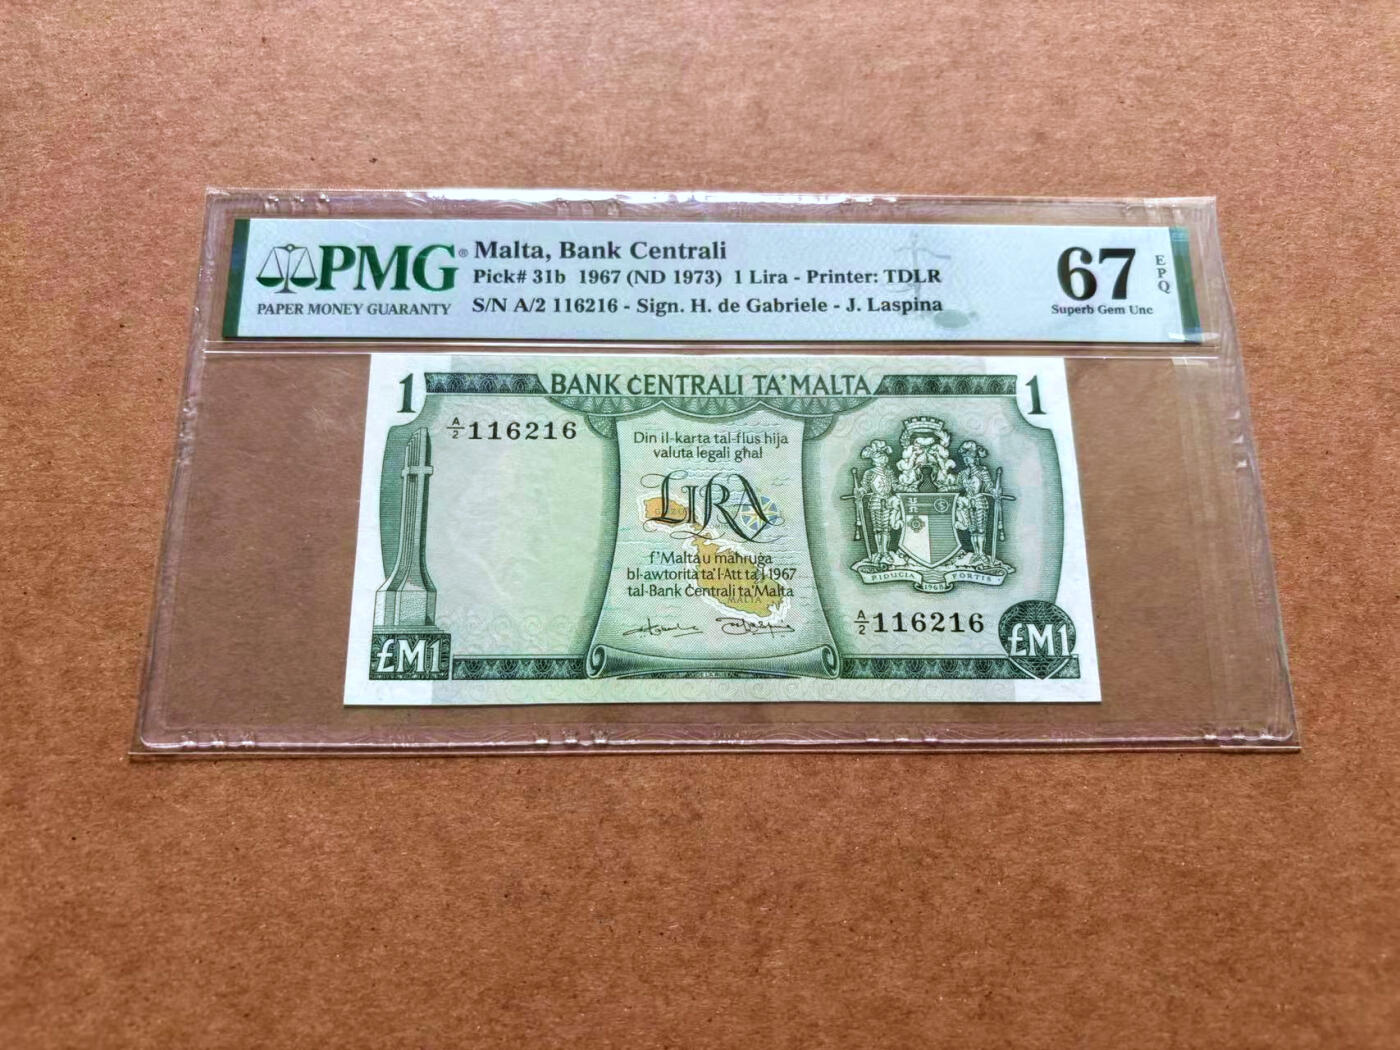 PMG®
PAPER MONEY GUARANTY
Malta, Bank Centrali
Pick# 31b 1967 (ND 1973) 1 Lira - Printer: TDLR
S/N A/2 116216 - Sign. H. de Gabriele - J. Laspina
67
Superb Gem Unc
EPQ
1
BANK ĊENTRALI TA' MALTA
1
A/2 116216
Din il-karta tal-flus hija
valuta legali għal
LIRA
f'Malta u maħruġa
bl-awtorità ta' l-Att ta' l-1967
tal-Bank Ċentrali ta' Malta
MALTA
FORTIS
A/2 116216
£M1
£M1